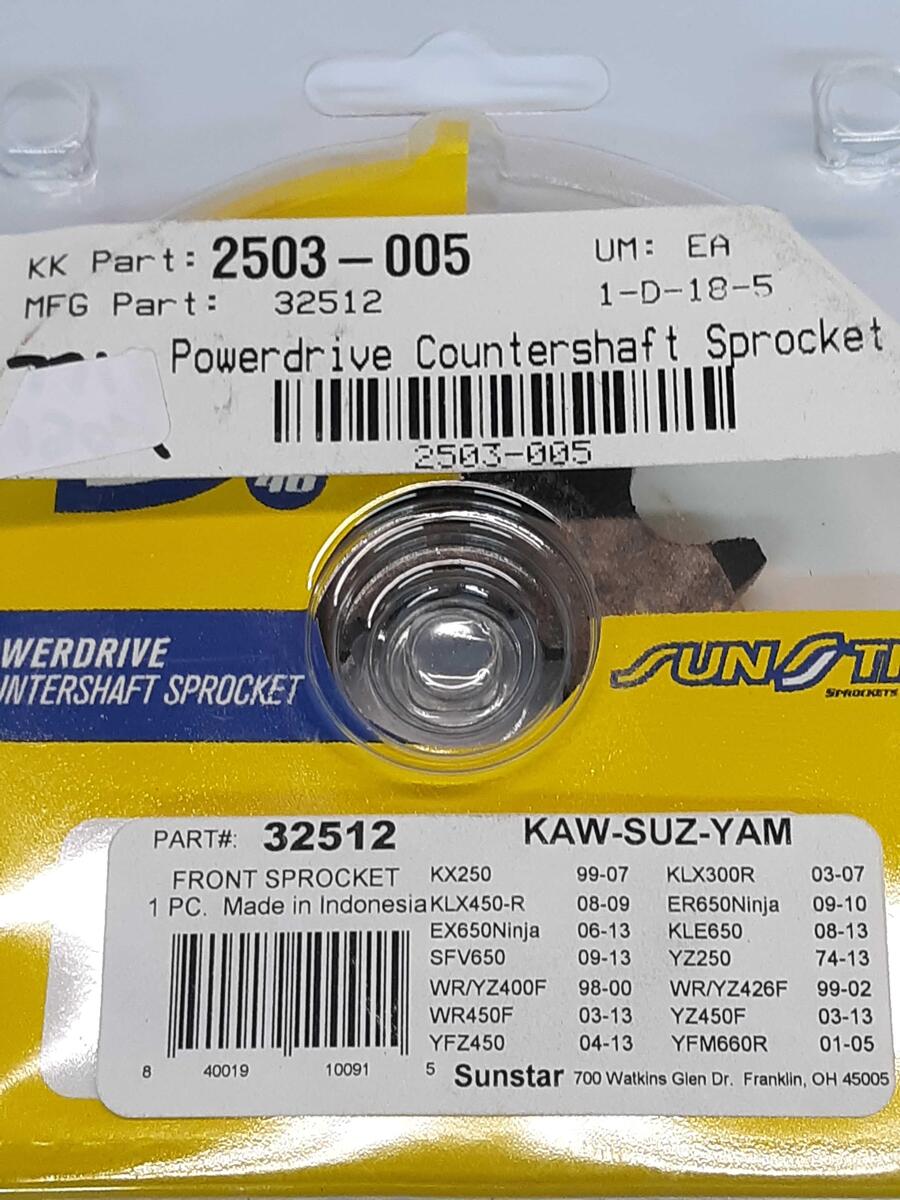 KK Part: 2503-005 UM: EA
MFG Part: 32512 1-D-18-5
Powerdrive Countershaft Sprocket
2503-005
WERDRIVE
NTERSHAFT SPROCKET
SUNST
SPROCKETS
PART#: 32512 KAW-SUZ-YAM
FRONT SPROCKET KX250 99-07 KLX300R 03-07
1 PC. Made in Indonesia KLX450-R 08-09 ER650Ninja 09-10
EX650Ninja 06-13 KLE650 08-13
SFV650 09-13 YZ250 74-13
WR/YZ400F 98-00 WR/YZ426F 99-02
WR450F 03-13 YZ450F 03-13
YFZ450 04-13 YFM660R 01-05
8 40019 10091 5 Sunstar 700 Watkins Glen Dr. Franklin, OH 45005